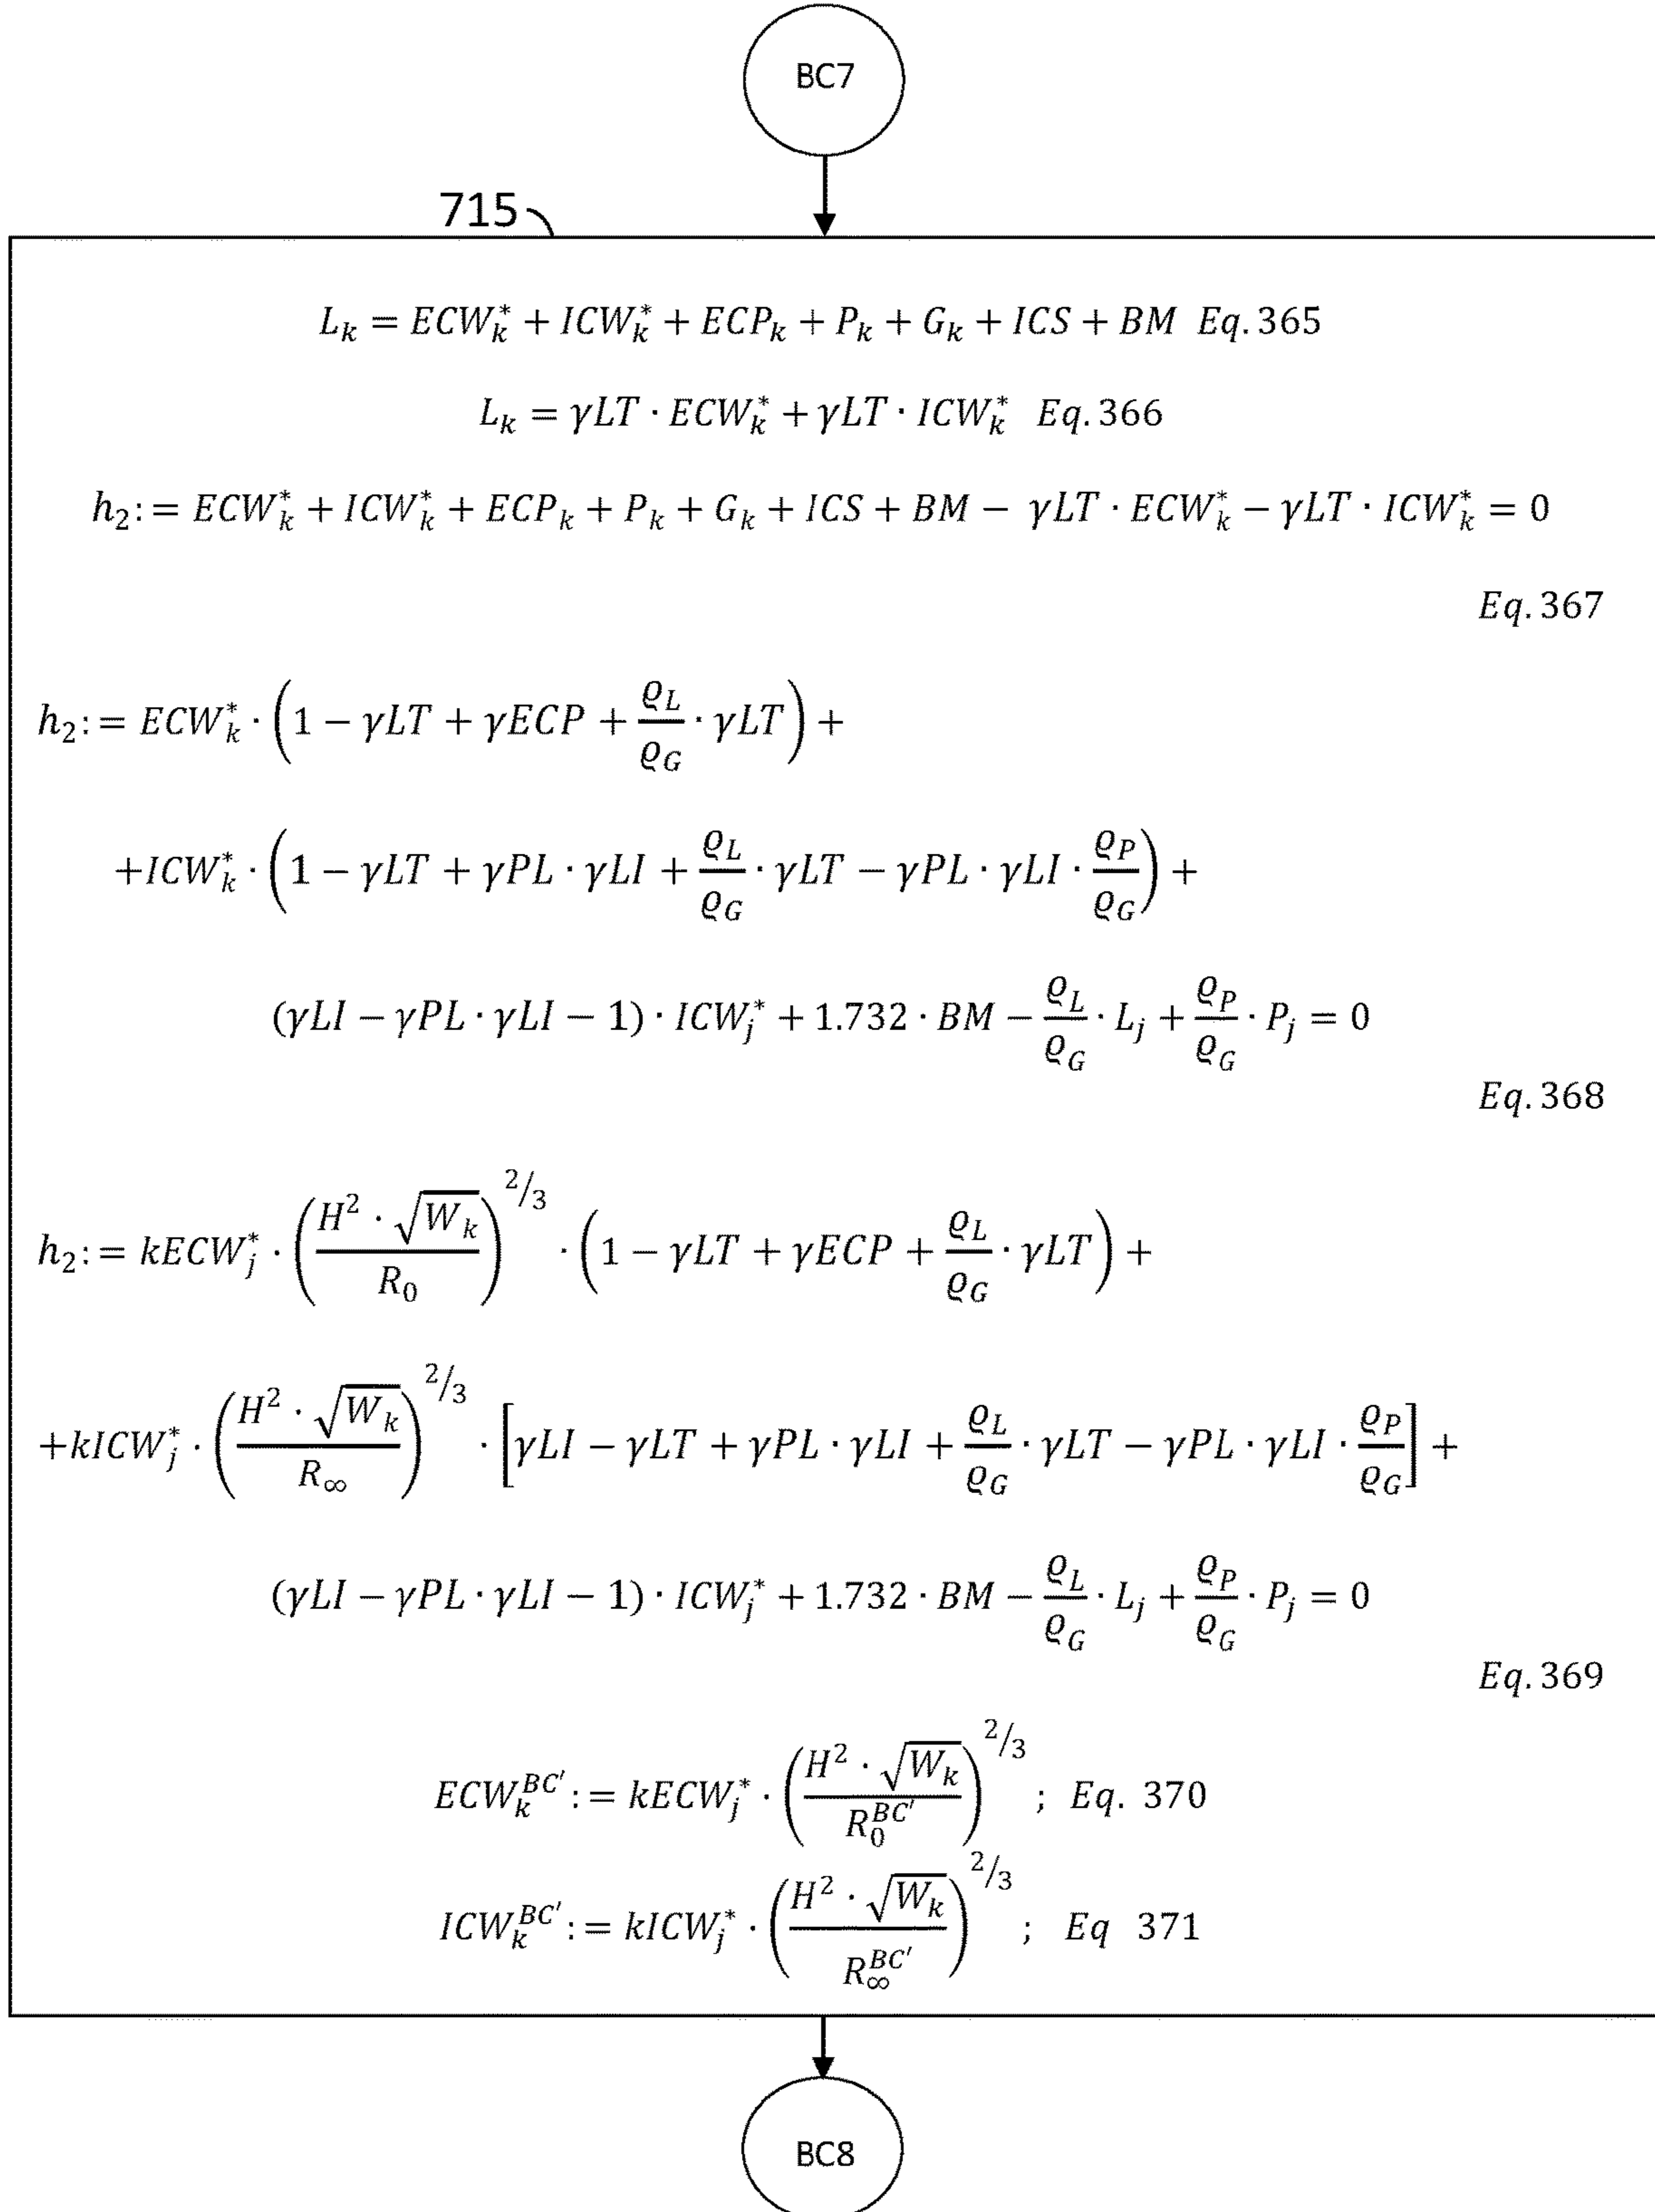 BC7
715
L_k = ECW_k^* + ICW_k^* + ECP_k + P_k + G_k + ICS + BM Eq. 365
L_k = γLT · ECW_k^* + γLT · ICW_k^* Eq. 366
h_2 := ECW_k^* + ICW_k^* + ECP_k + P_k + G_k + ICS + BM − γLT · ECW_k^* − γLT · ICW_k^* = 0
Eq. 367
h_2 := ECW_k^* · (1 − γLT + γECP + ϱ_L/ϱ_G · γLT) +
+ICW_k^* · (1 − γLT + γPL · γLI + ϱ_L/ϱ_G · γLT − γPL · γLI · ϱ_P/ϱ_G) +
(γLI − γPL · γLI − 1) · ICW_j^* + 1.732 · BM − ϱ_L/ϱ_G · L_j + ϱ_P/ϱ_G · P_j = 0
Eq. 368
h_2 := kECW_j^* · ((H^2 · √W_k)/R_0)^{2/3} · (1 − γLT + γECP + ϱ_L/ϱ_G · γLT) +
+kICW_j^* · ((H^2 · √W_k)/R_∞)^{2/3} · [γLI − γLT + γPL · γLI + ϱ_L/ϱ_G · γLT − γPL · γLI · ϱ_P/ϱ_G] +
(γLI − γPL · γLI − 1) · ICW_j^* + 1.732 · BM − ϱ_L/ϱ_G · L_j + ϱ_P/ϱ_G · P_j = 0
Eq. 369
ECW_k^{BC'} := kECW_j^* · ((H^2 · √W_k)/R_0^{BC'})^{2/3} ; Eq. 370
ICW_k^{BC'} := kICW_j^* · ((H^2 · √W_k)/R_∞^{BC'})^{2/3} ; Eq 371
BC8